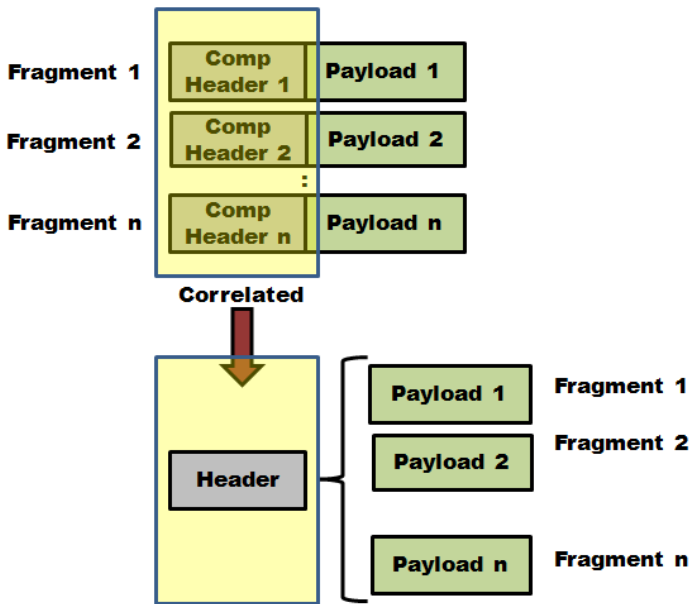 Fragment 1
Comp
Header 1
Payload 1
Fragment 2
Comp
Header 2
Payload 2
:
Fragment n
Comp
Header n
Payload n
Correlated
Header
Payload 1
Fragment 1
Payload 2
Fragment 2
Payload n
Fragment n